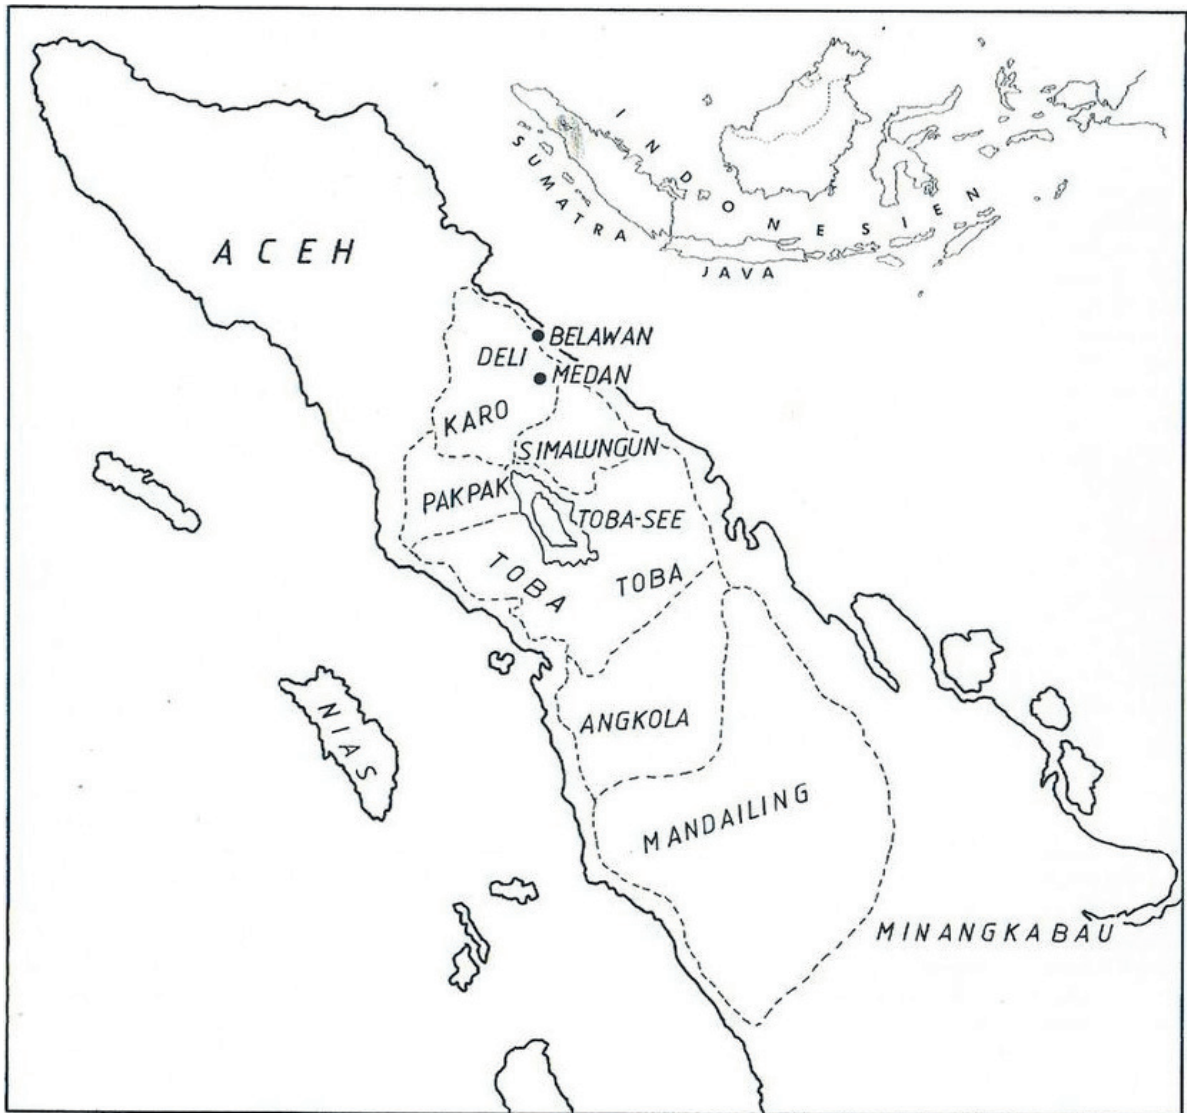 INDONESIEN
SUMATRA
JAVA
ACEH
BELAWAN
DELI
MEDAN
KARO
SIMALUNGUN
PAKPAK
TOBA-SEE
TOBA
TOBA
ANGKOLA
NIAS
MANDAILING
MINANGKABAU